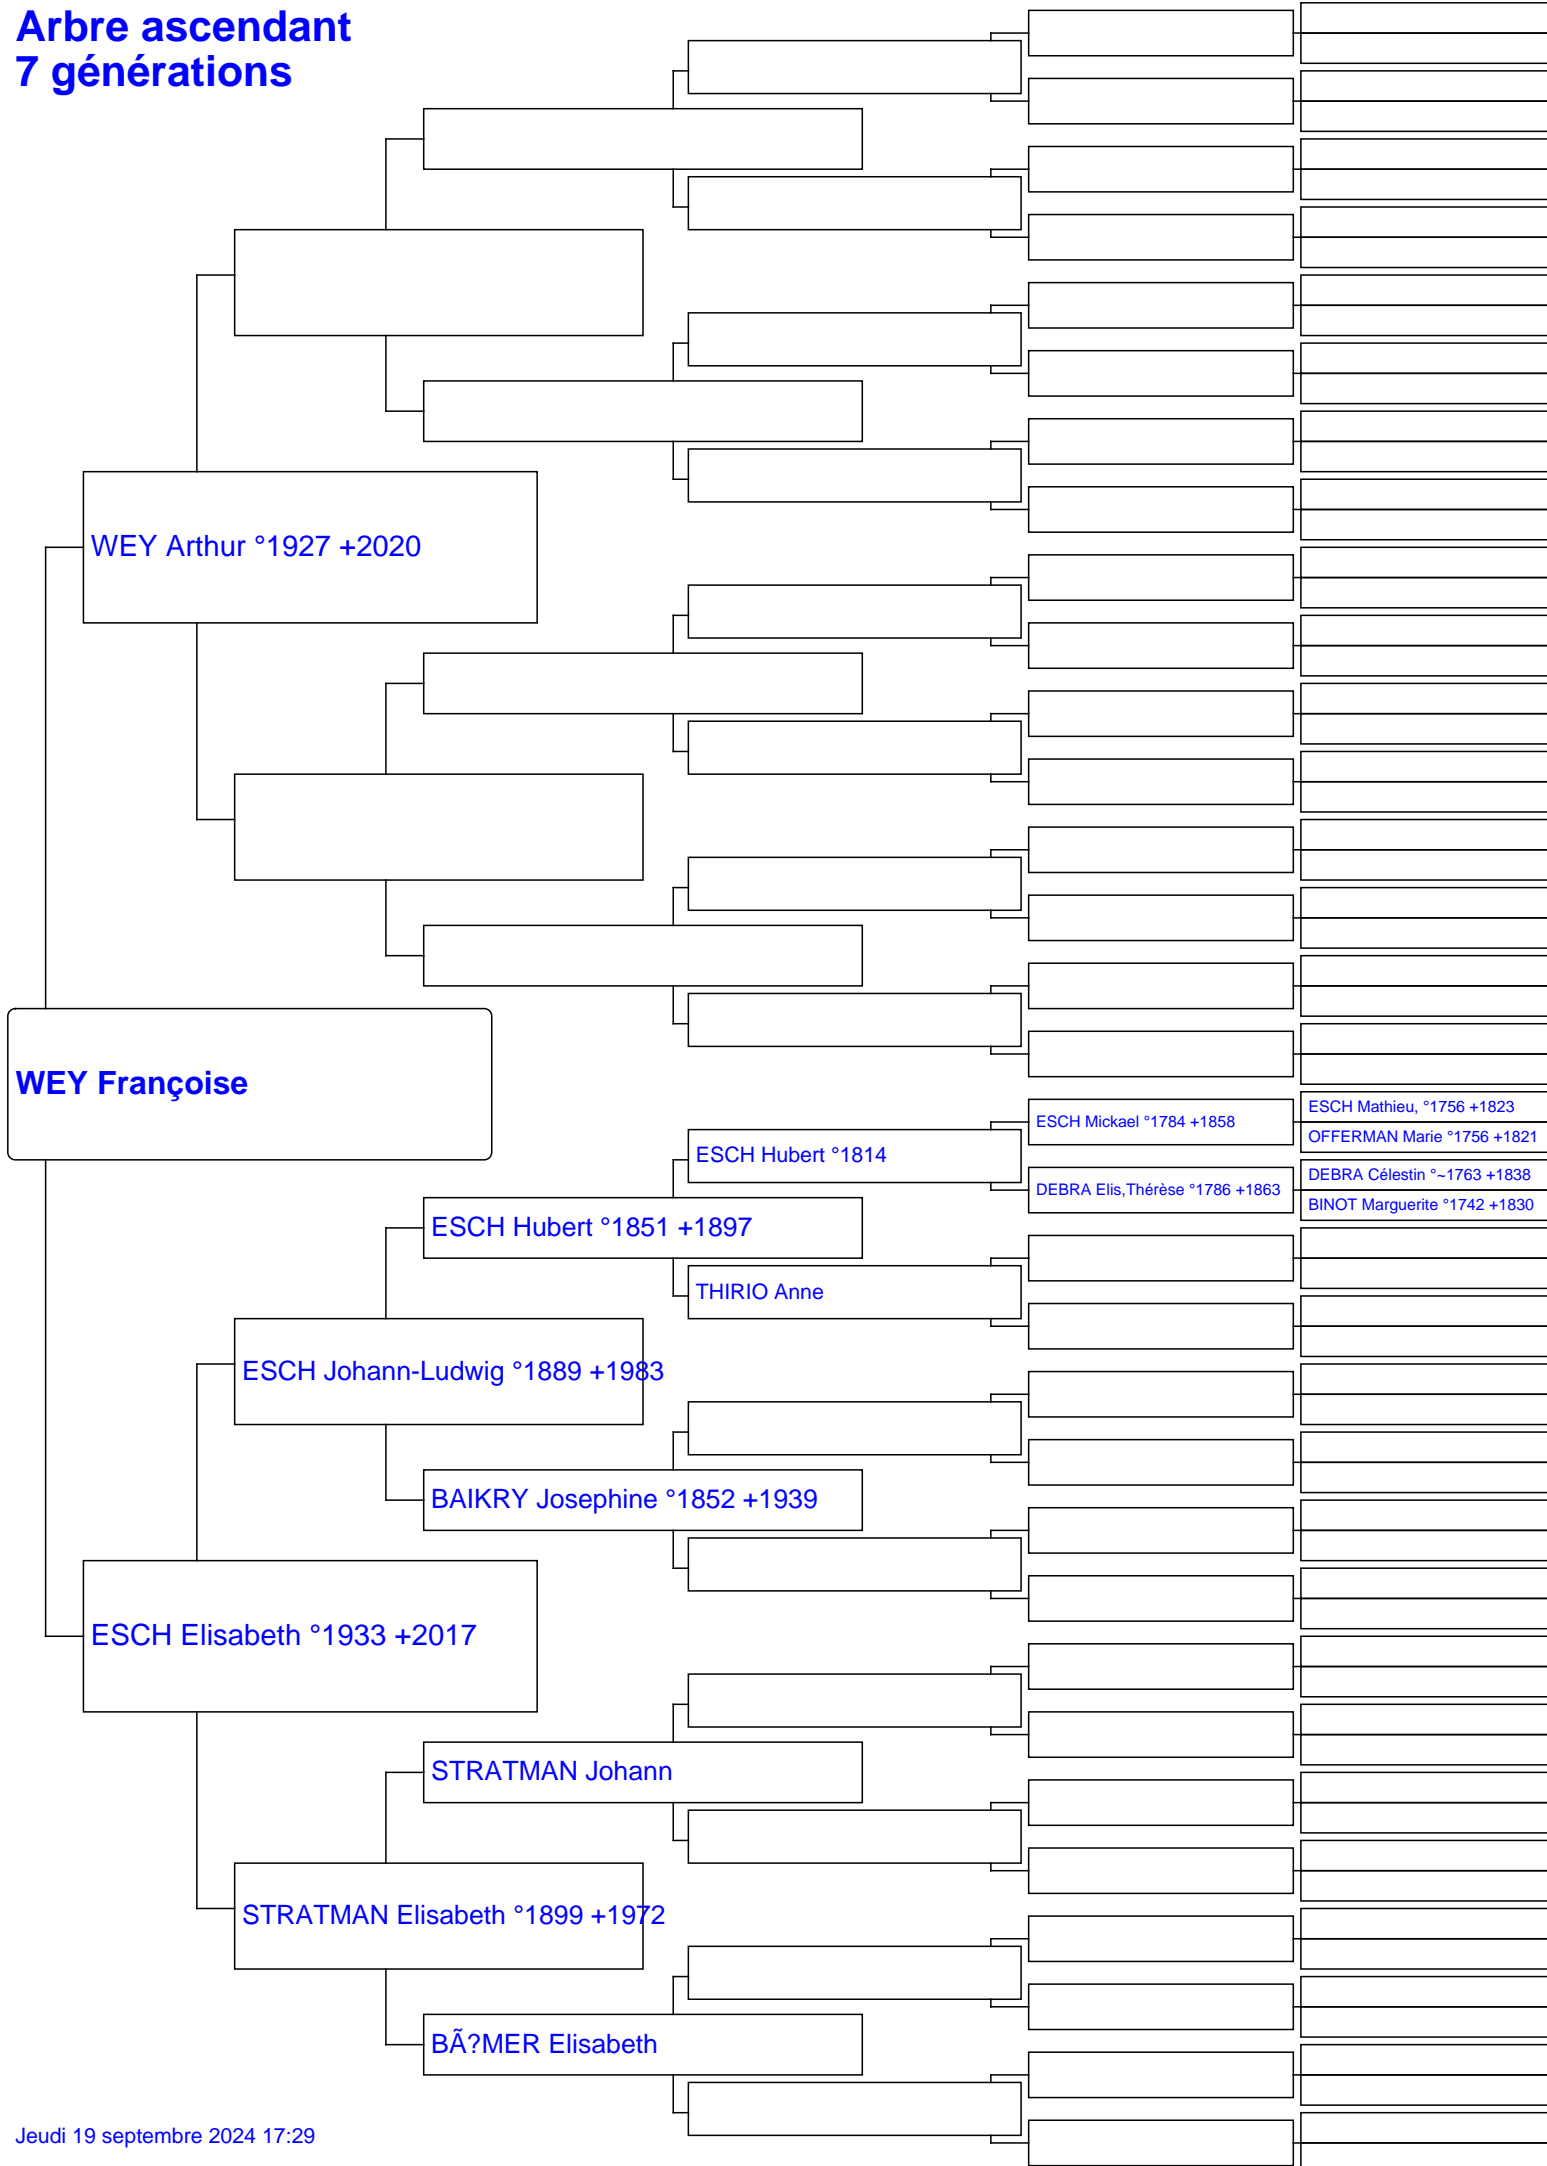 Arbre ascendant
7 générations
WEY Arthur °1927 +2020
WEY Françoise
ESCH Mickael °1784 +1858
ESCH Mathieu, °1756 +1823
OFFERMAN Marie °1756 +1821
ESCH Hubert °1814
DEBRA Elis,Thérèse °1786 +1863
DEBRA Célestin °~1763 +1838
BINOT Marguerite °1742 +1830
ESCH Hubert °1851 +1897
THIRIO Anne
ESCH Johann-Ludwig °1889 +1983
BAIKRY Josephine °1852 +1939
ESCH Elisabeth °1933 +2017
STRATMAN Johann
STRATMAN Elisabeth °1899 +1972
BÃ?MER Elisabeth
Jeudi 19 septembre 2024 17:29